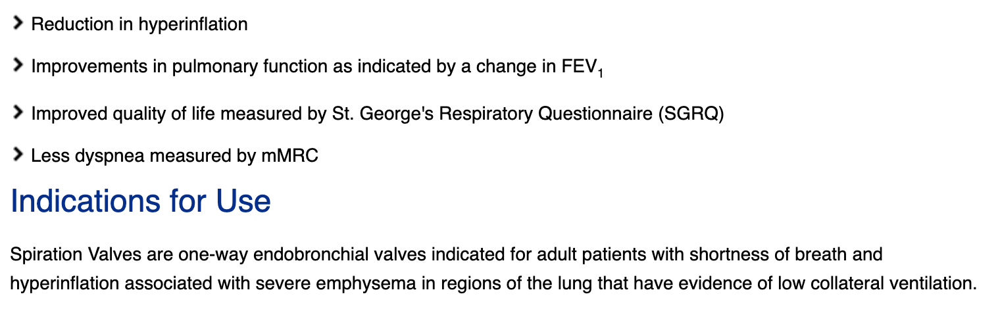 Reduction in hyperinflation
Improvements in pulmonary function as indicated by a change in FEV₁
Improved quality of life measured by St. George's Respiratory Questionnaire (SGRQ)
Less dyspnea measured by mMRC
Indications for Use
Spiration Valves are one-way endobronchial valves indicated for adult patients with shortness of breath and
hyperinflation associated with severe emphysema in regions of the lung that have evidence of low collateral ventilation.